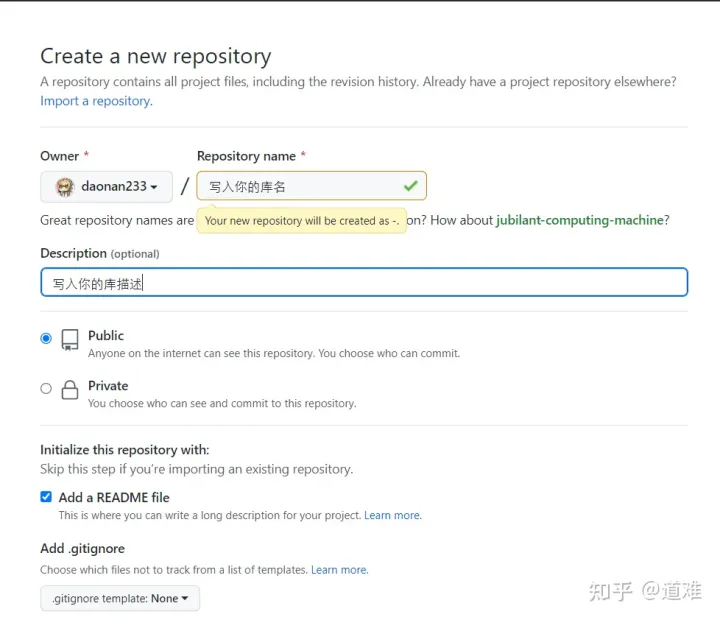 Create a new repository
A repository contains all project files, including the revision history. Already have a project repository elsewhere?
Import a repository.
Owner *
Repository name *
daonan233
/
写入你的库名
Great repository names are
Your new repository will be created as -.
on? How about jubilant-computing-machine?
Description (optional)
写入你的库描述
Public
Anyone on the internet can see this repository. You choose who can commit.
Private
You choose who can see and commit to this repository.
Initialize this repository with:
Skip this step if you're importing an existing repository.
Add a README file
This is where you can write a long description for your project. Learn more.
Add .gitignore
Choose which files not to track from a list of templates. Learn more.
.gitignore template: None
知乎 @道难